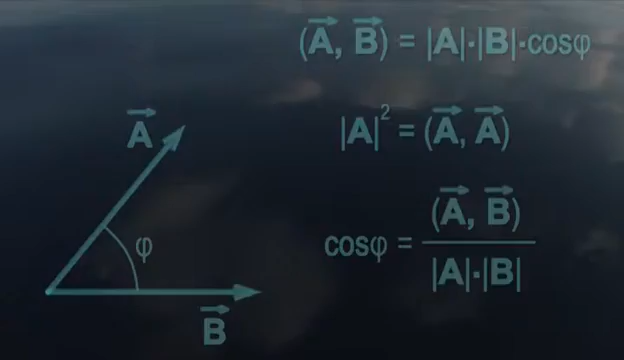 (A⃗, B⃗) = |A|·|B|·cosφ
A⃗
|A|² = (A⃗, A⃗)
φ
cosφ = (A⃗, B⃗) / |A|·|B|
B⃗